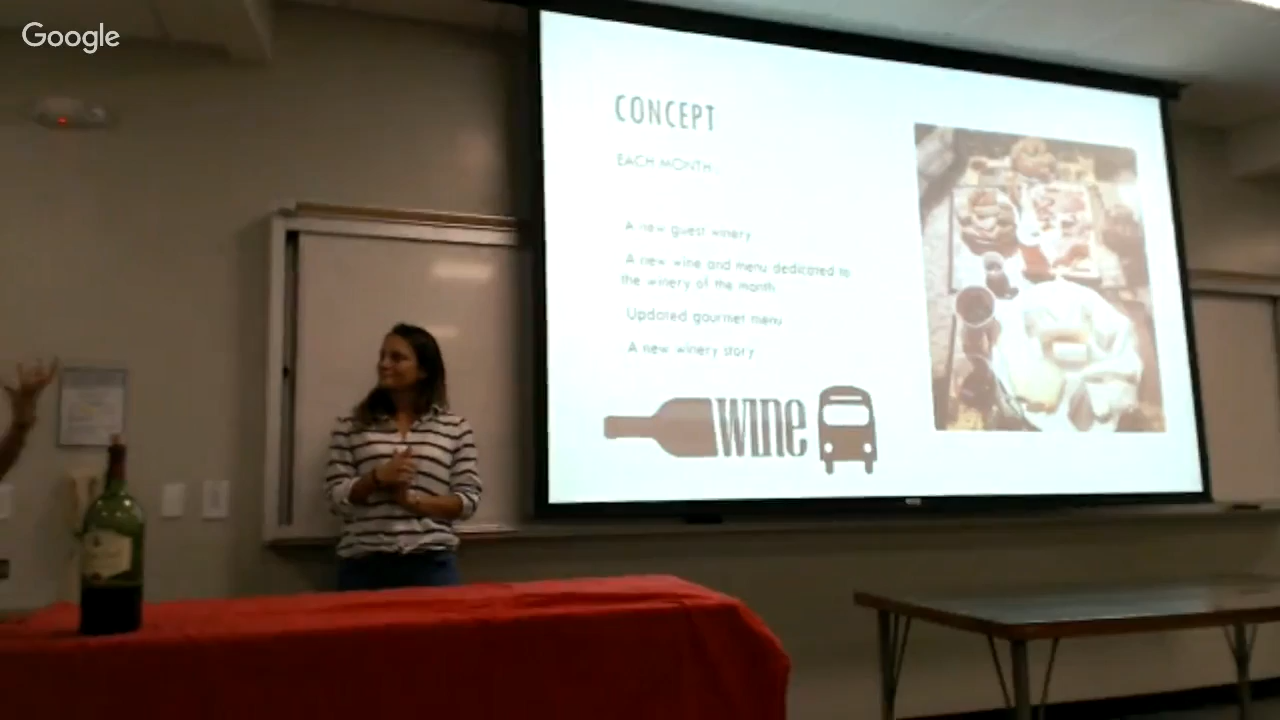 Google
CONCEPT
EACH MONTH:
A new guest winery
A new wine and menu dedicated to
the winery of the month
Updated gourmet menu
A new winery story
wine